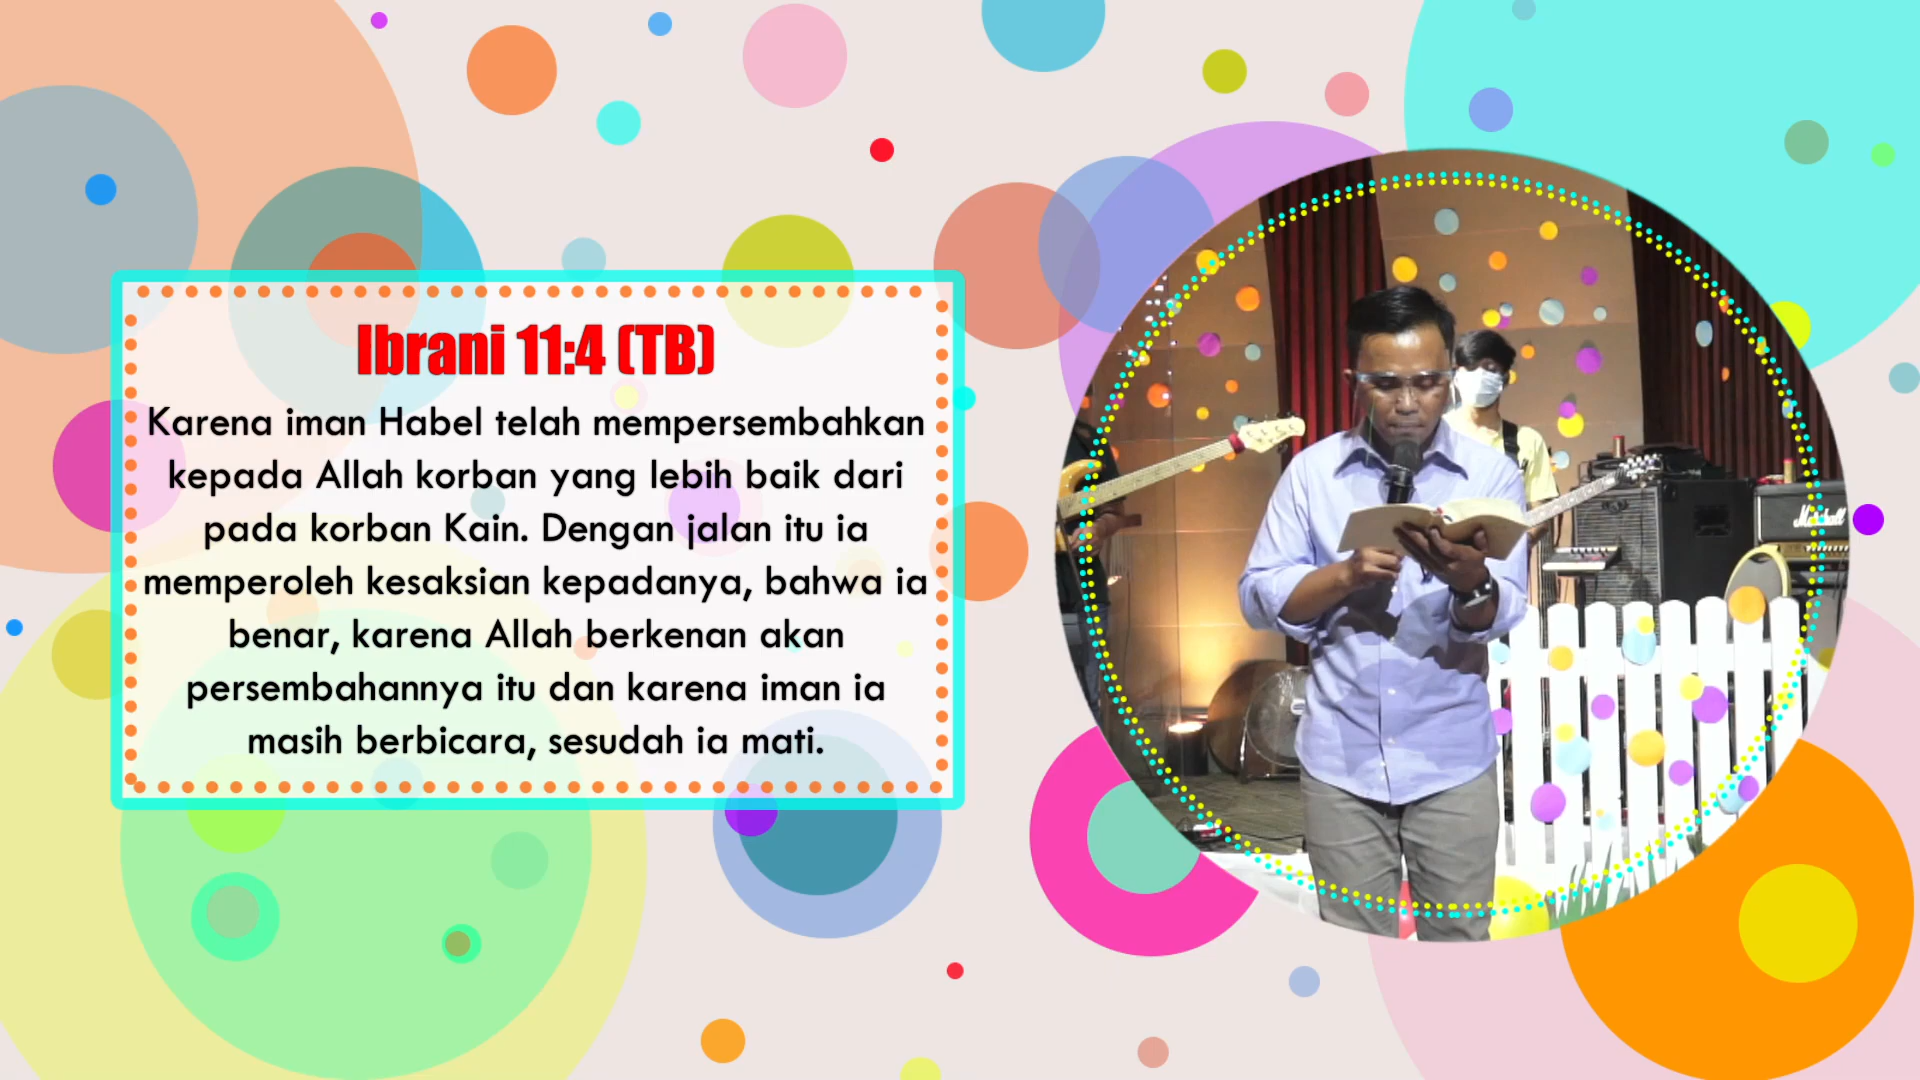 Ibrani 11:4 (TB)
Karena iman Habel telah mempersembahkan
kepada Allah korban yang lebih baik dari
pada korban Kain. Dengan jalan itu ia
memperoleh kesaksian kepadanya, bahwa ia
benar, karena Allah berkenan akan
persembahannya itu dan karena iman ia
masih berbicara, sesudah ia mati.
Marshall